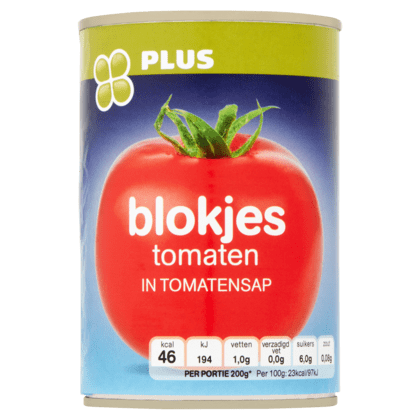 PLUS
blokjes
tomaten
IN TOMATENSAP
kcal kJ vetten verzadigd vet suikers zout
46 194 1,0g 0,0g 6,0g 0,08g
PER PORTIE 200g* Per 100g: 23kcal/97kJ